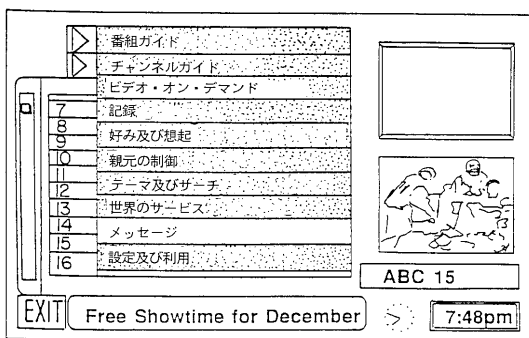 番組ガイド
チャンネルガイド
ビデオ・オン・デマンド
7 記録
8
9 好み及び想起
10 親元の制御
11
12 テーマ及びサーチ
13 世界のサービス
14 メッセージ
15
16 設定及び利用
ABC 15
EXIT Free Showtime for December 7:48pm